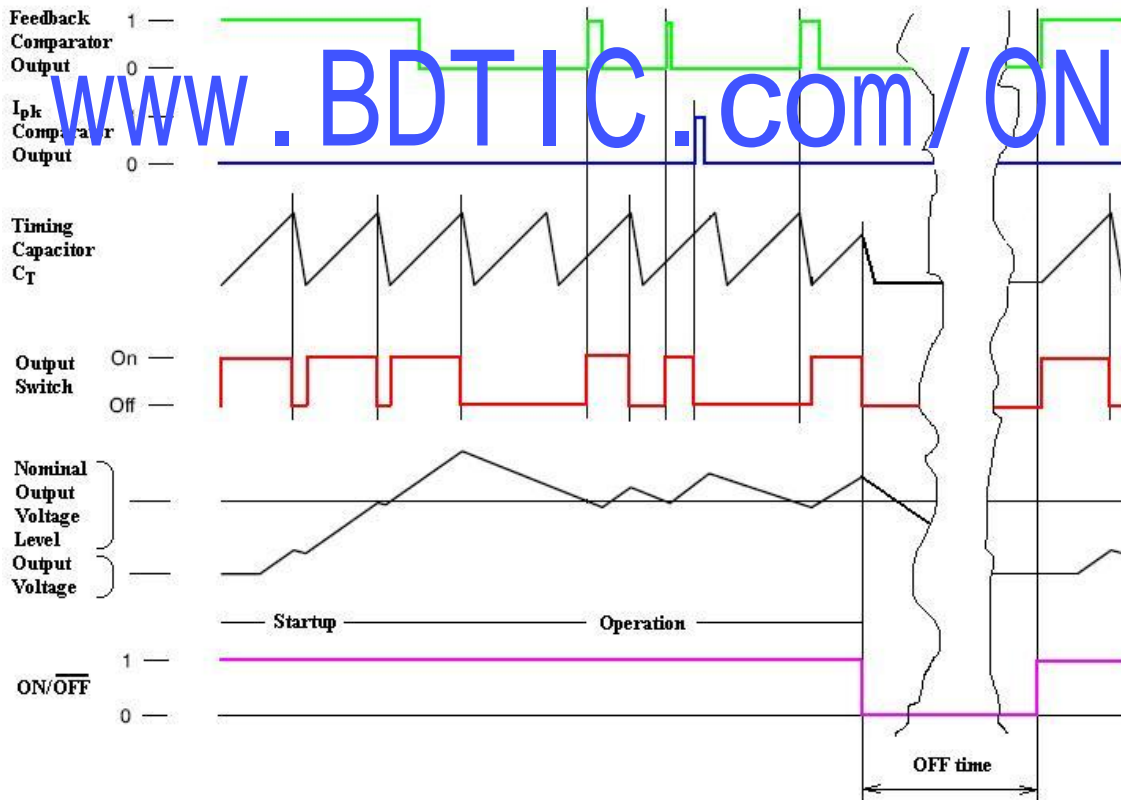 Feedback
Comparator
Output
1
0
www.BDTIC.com/ON
Ipk
Comparator
Output
0
Timing
Capacitor
CT
Output
Switch
On
Off
Nominal
Output
Voltage
Level
Output
Voltage
Startup
Operation
ON/OFF
1
0
OFF time